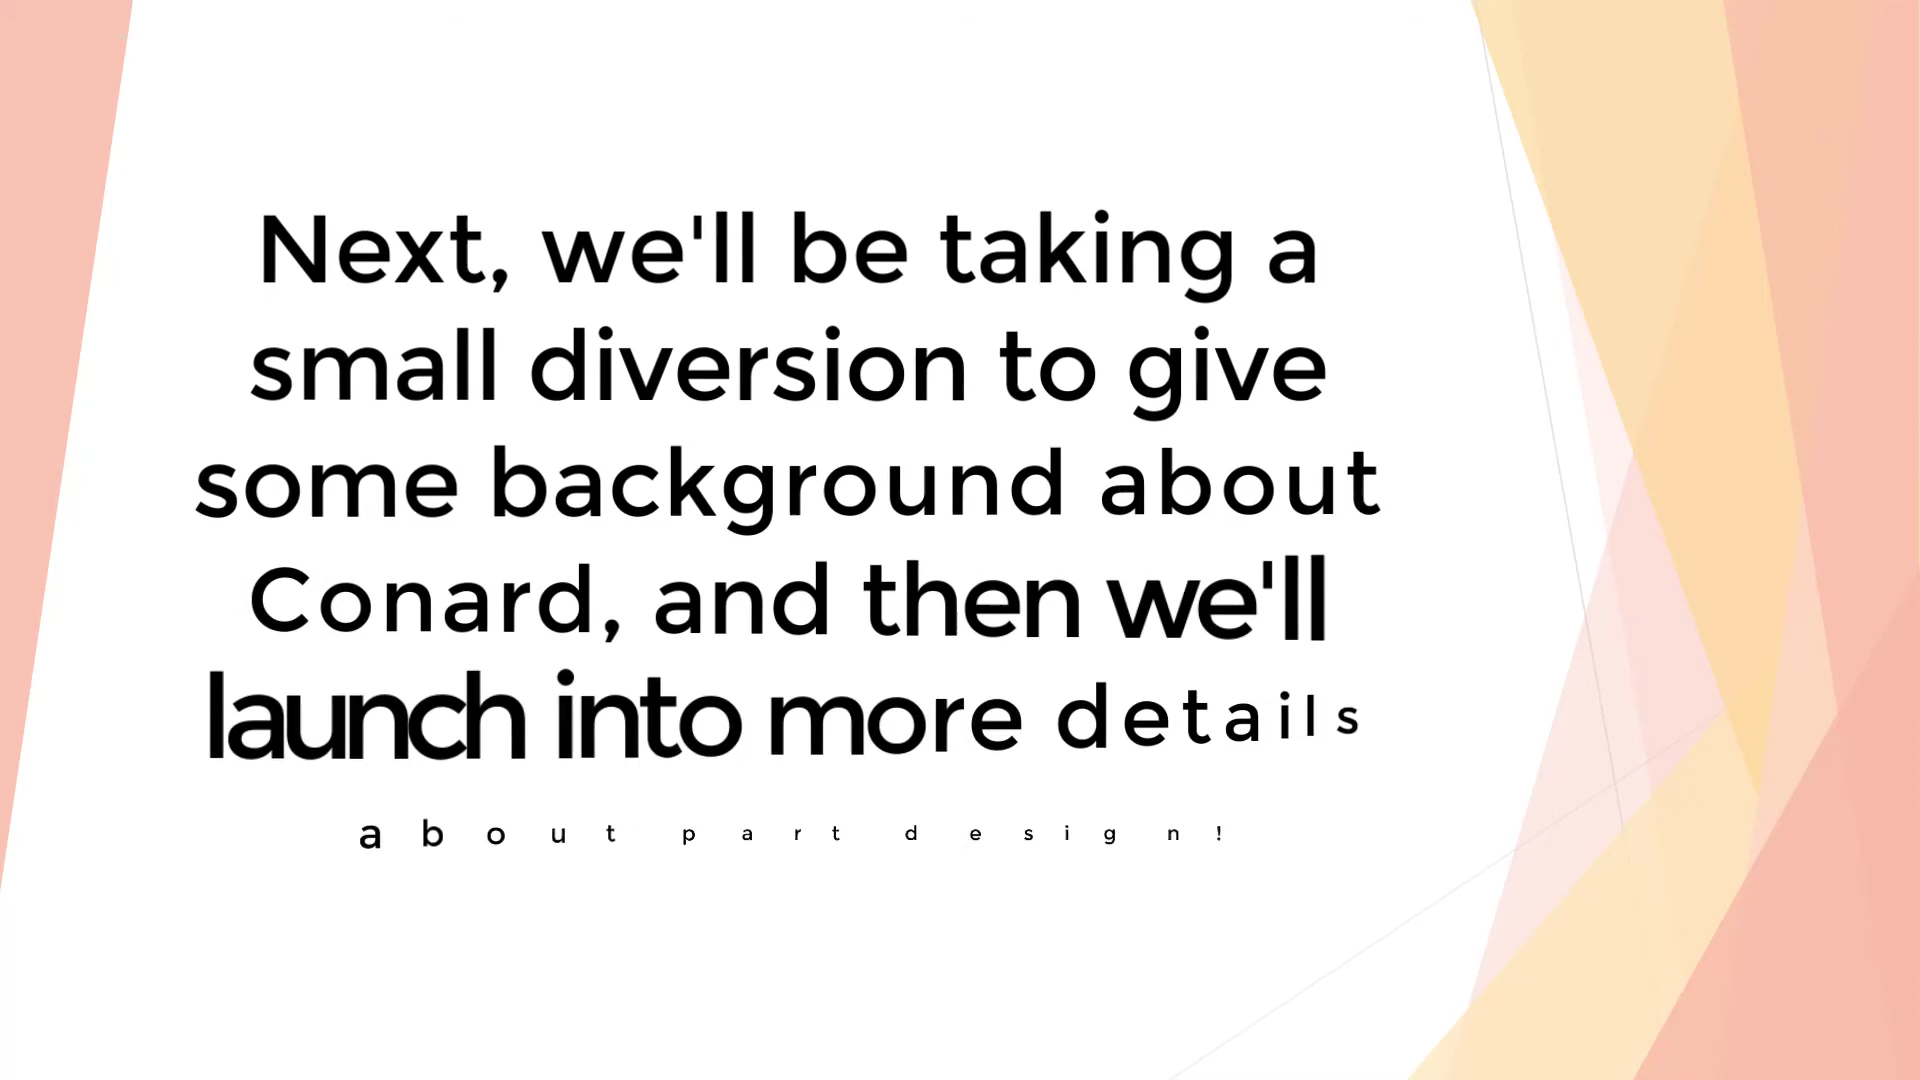 Next, we'll be taking a
small diversion to give
some background about
Conard, and then we'll
launch into more details
about part design!